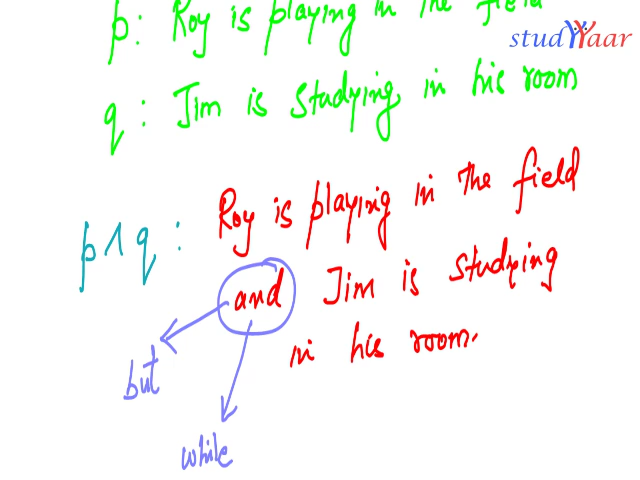 p: Roy is playing in the field
studYYaar
q: Jim is studying in his room
p∧q: Roy is playing in the field
and Jim is studying
in his room.
but
while